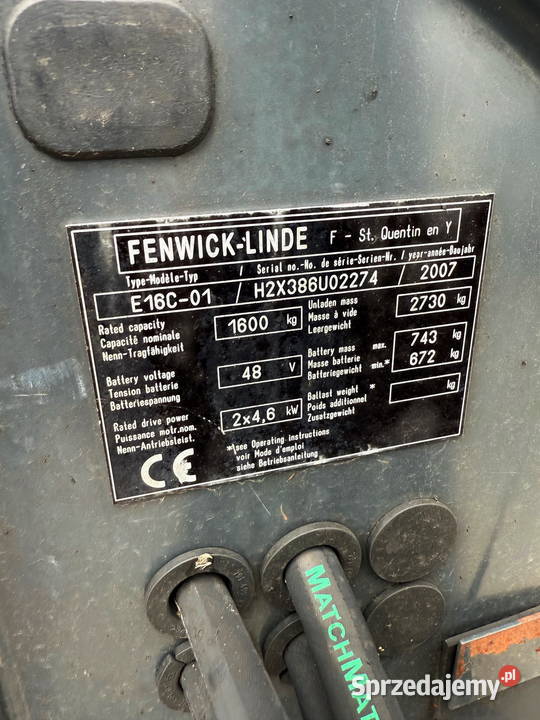 FENWICK-LINDE F - St. Quentin en Y
Type-Modèle-Typ / Serial no.-No. de série-Serien-Nr. / year-année-Baujahr
E16C-01 / H2X386U02274 / 2007
Rated capacity
Capacité nominale
Nenn-Tragfähigkeit
1600 kg
Unladen mass
Masse à vide
Leergewicht
2730 kg
Battery voltage
Tension batterie
Batteriespannung
48 V
Battery mass max.
Masse batterie
Batteriegewicht min.*
743
672 kg
Rated drive power
Puissance motr.nom.
Nenn-Antriebsleist.
2x4,6 kW
Ballast weight *
Poids additionnel
Zusatzgewicht
kg
*\see Operating instructions
voir Mode d'emploi
siehe Betriebsanleitung
CE
MATCHMAT
Sprzedajemy.pl